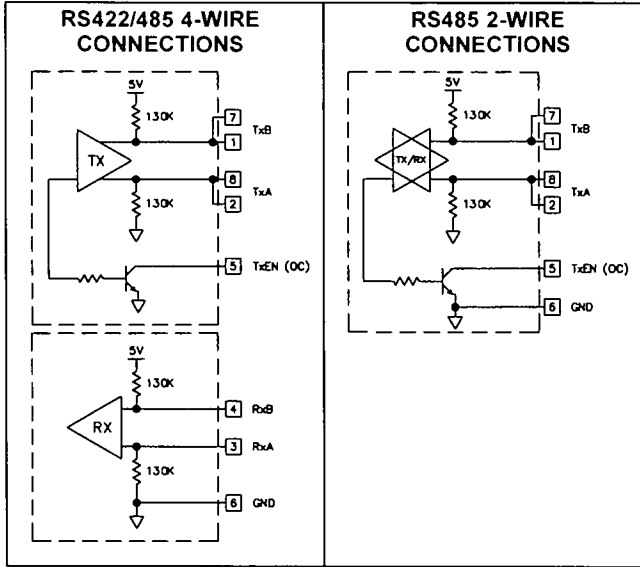 RS422/485 4-WIRE
CONNECTIONS
5V
130K
7
TxB
1
TX
8
TxA
2
130K
5 TxEN (OC)
5V
130K
4 RxB
RX
3 RxA
130K
6 GND
RS485 2-WIRE
CONNECTIONS
5V
130K
7
TxB
1
TX/RX
8
TxA
2
130K
5 TxEN (OC)
6 GND